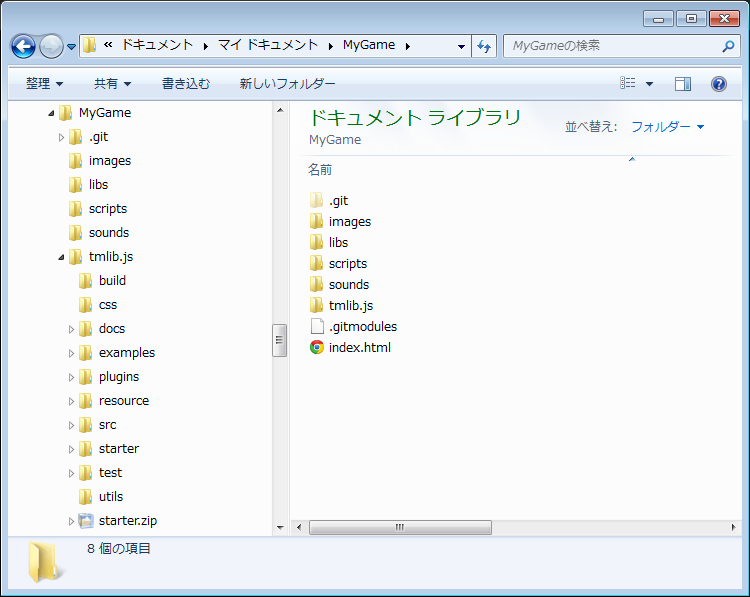 « ドキュメント ▸ マイ ドキュメント ▸ MyGame ▸
MyGameの検索
整理 ▼ 共有 ▼ 書き込む 新しいフォルダー
MyGame
.git
images
libs
scripts
sounds
tmlib.js
build
css
docs
examples
plugins
resource
src
starter
test
utils
starter.zip
ドキュメント ライブラリ
MyGame
並べ替え: フォルダー ▼
名前
.git
images
libs
scripts
sounds
tmlib.js
.gitmodules
index.html
8 個の項目